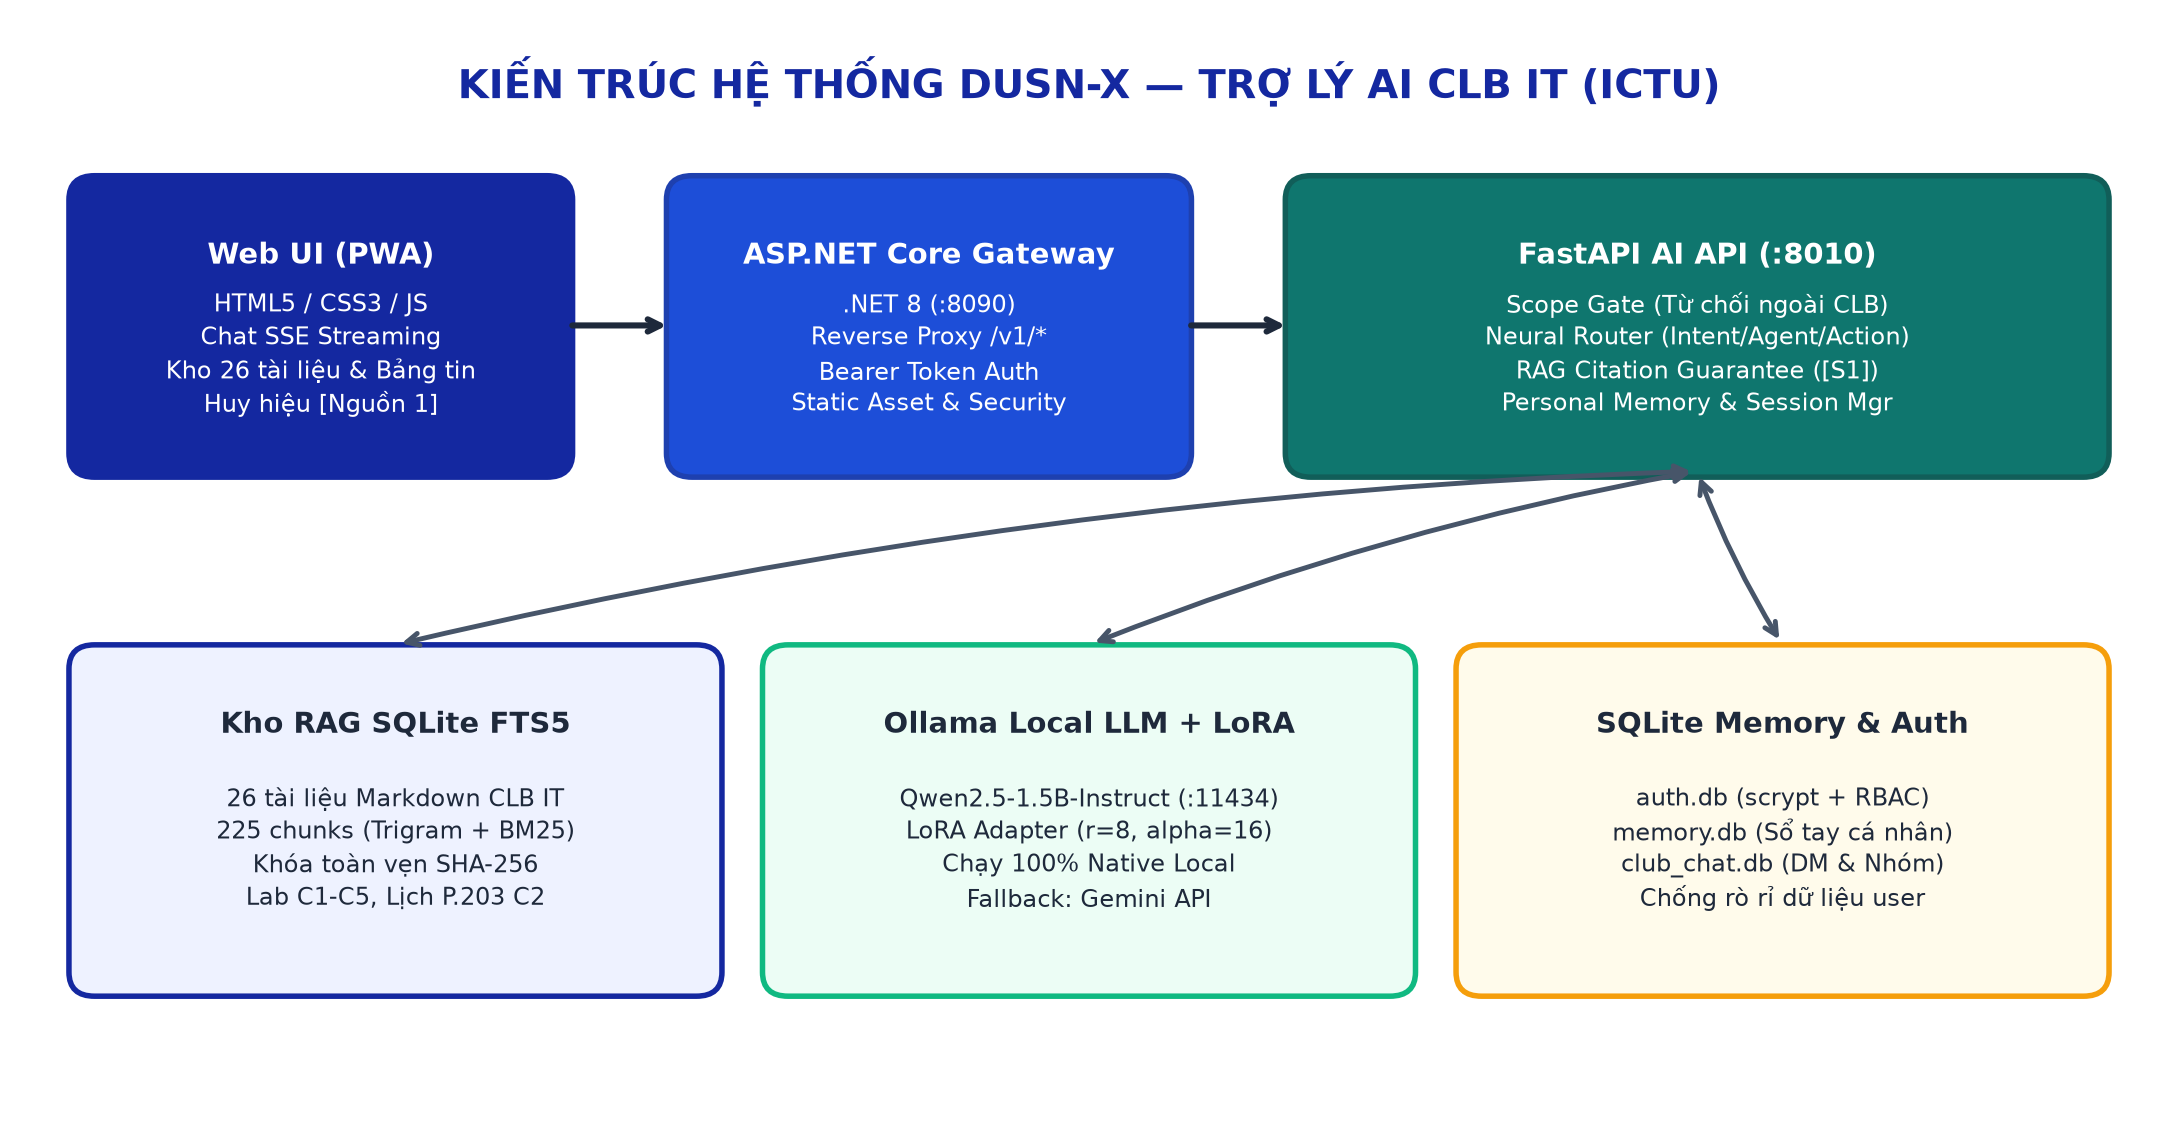 KIẾN TRÚC HỆ THỐNG DUSN-X — TRỢ LÝ AI CLB IT (ICTU)
Web UI (PWA)
HTML5 / CSS3 / JS
Chat SSE Streaming
Kho 26 tài liệu & Bảng tin
Huy hiệu [Nguồn 1]
ASP.NET Core Gateway
.NET 8 (:8090)
Reverse Proxy /v1/*
Bearer Token Auth
Static Asset & Security
FastAPI AI API (:8010)
Scope Gate (Từ chối ngoài CLB)
Neural Router (Intent/Agent/Action)
RAG Citation Guarantee ([S1])
Personal Memory & Session Mgr
Kho RAG SQLite FTS5
26 tài liệu Markdown CLB IT
225 chunks (Trigram + BM25)
Khóa toàn vẹn SHA-256
Lab C1-C5, Lịch P.203 C2
Ollama Local LLM + LoRA
Qwen2.5-1.5B-Instruct (:11434)
LoRA Adapter (r=8, alpha=16)
Chạy 100% Native Local
Fallback: Gemini API
SQLite Memory & Auth
auth.db (scrypt + RBAC)
memory.db (Sổ tay cá nhân)
club_chat.db (DM & Nhóm)
Chống rò rỉ dữ liệu user